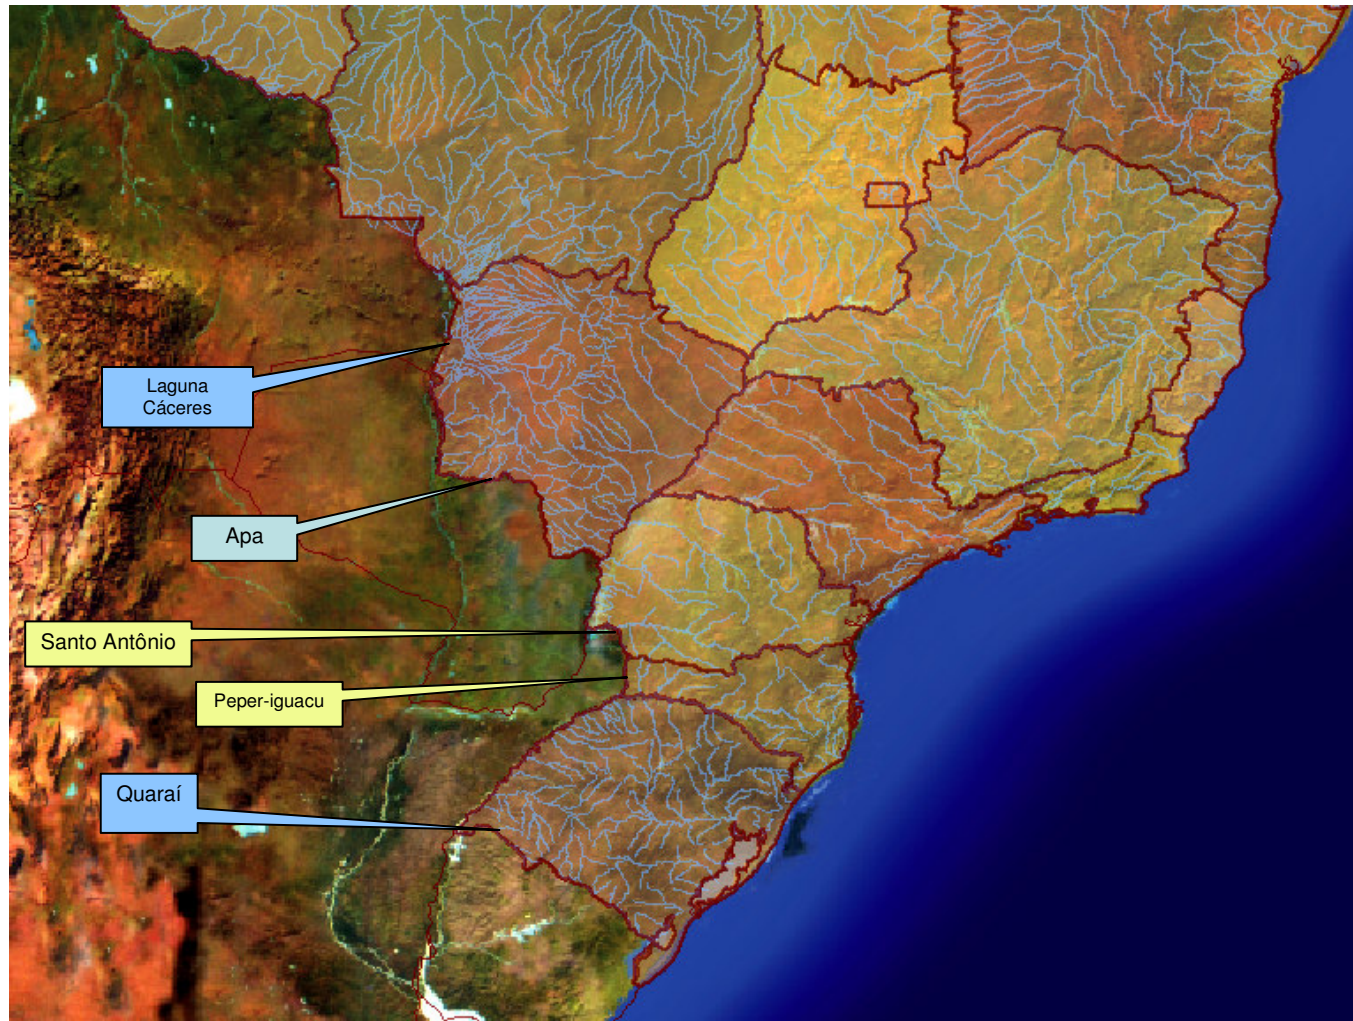 Laguna
Cáceres
Apa
Santo Antônio
Peper-iguacu
Quaraí